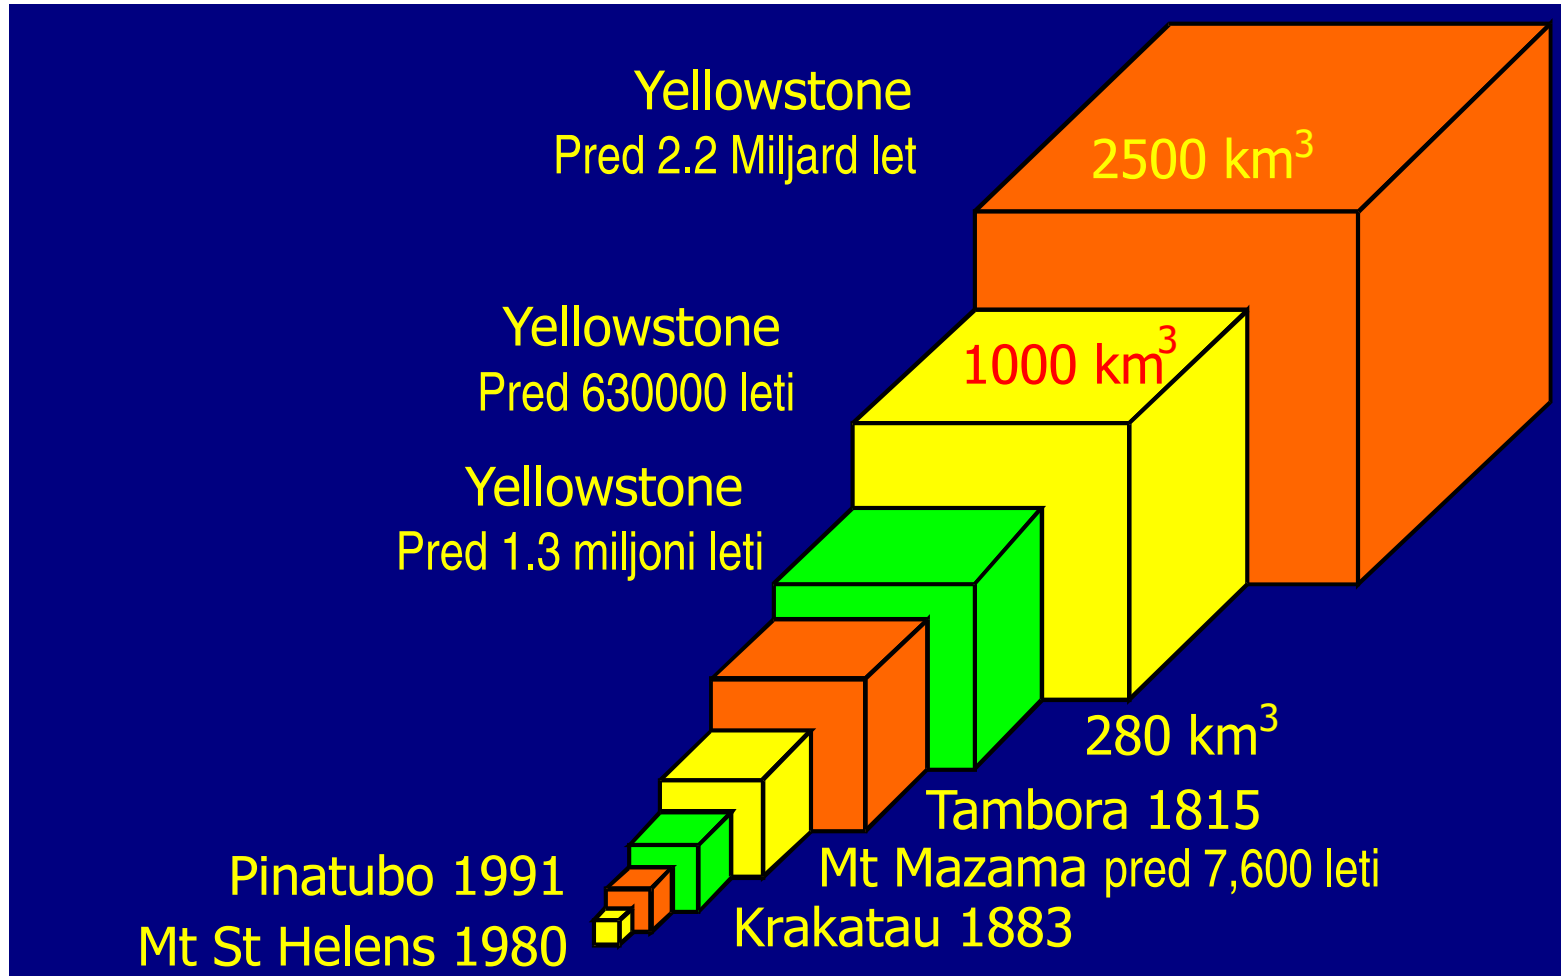 Yellowstone
Pred 2.2 Miljard let
2500 km³
Yellowstone
Pred 630000 leti
1000 km³
Yellowstone
Pred 1.3 miljoni leti
280 km³
Tambora 1815
Mt Mazama pred 7,600 leti
Pinatubo 1991
Krakatau 1883
Mt St Helens 1980